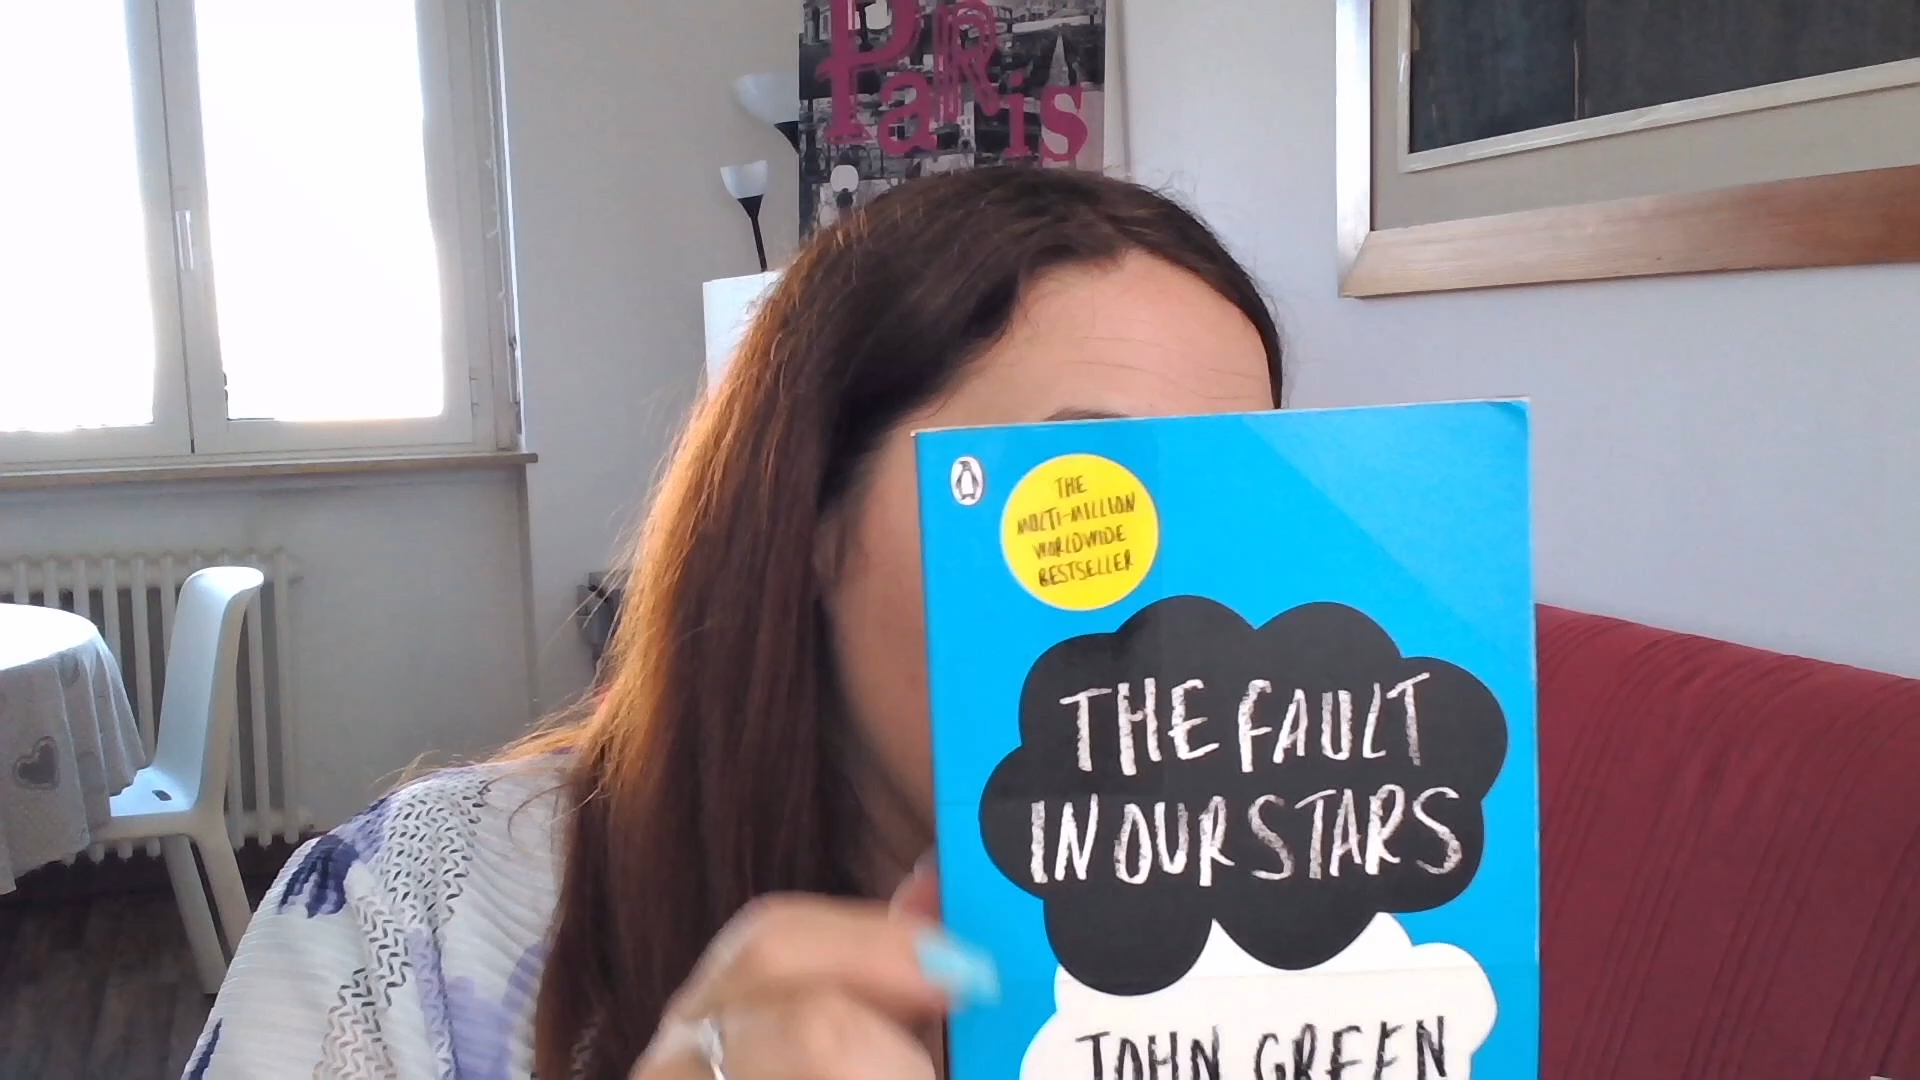 PaRis
THE
MULTI-MILLION
WORLDWIDE
BESTSELLER
THE FAULT
IN OUR STARS
JOHN GREEN